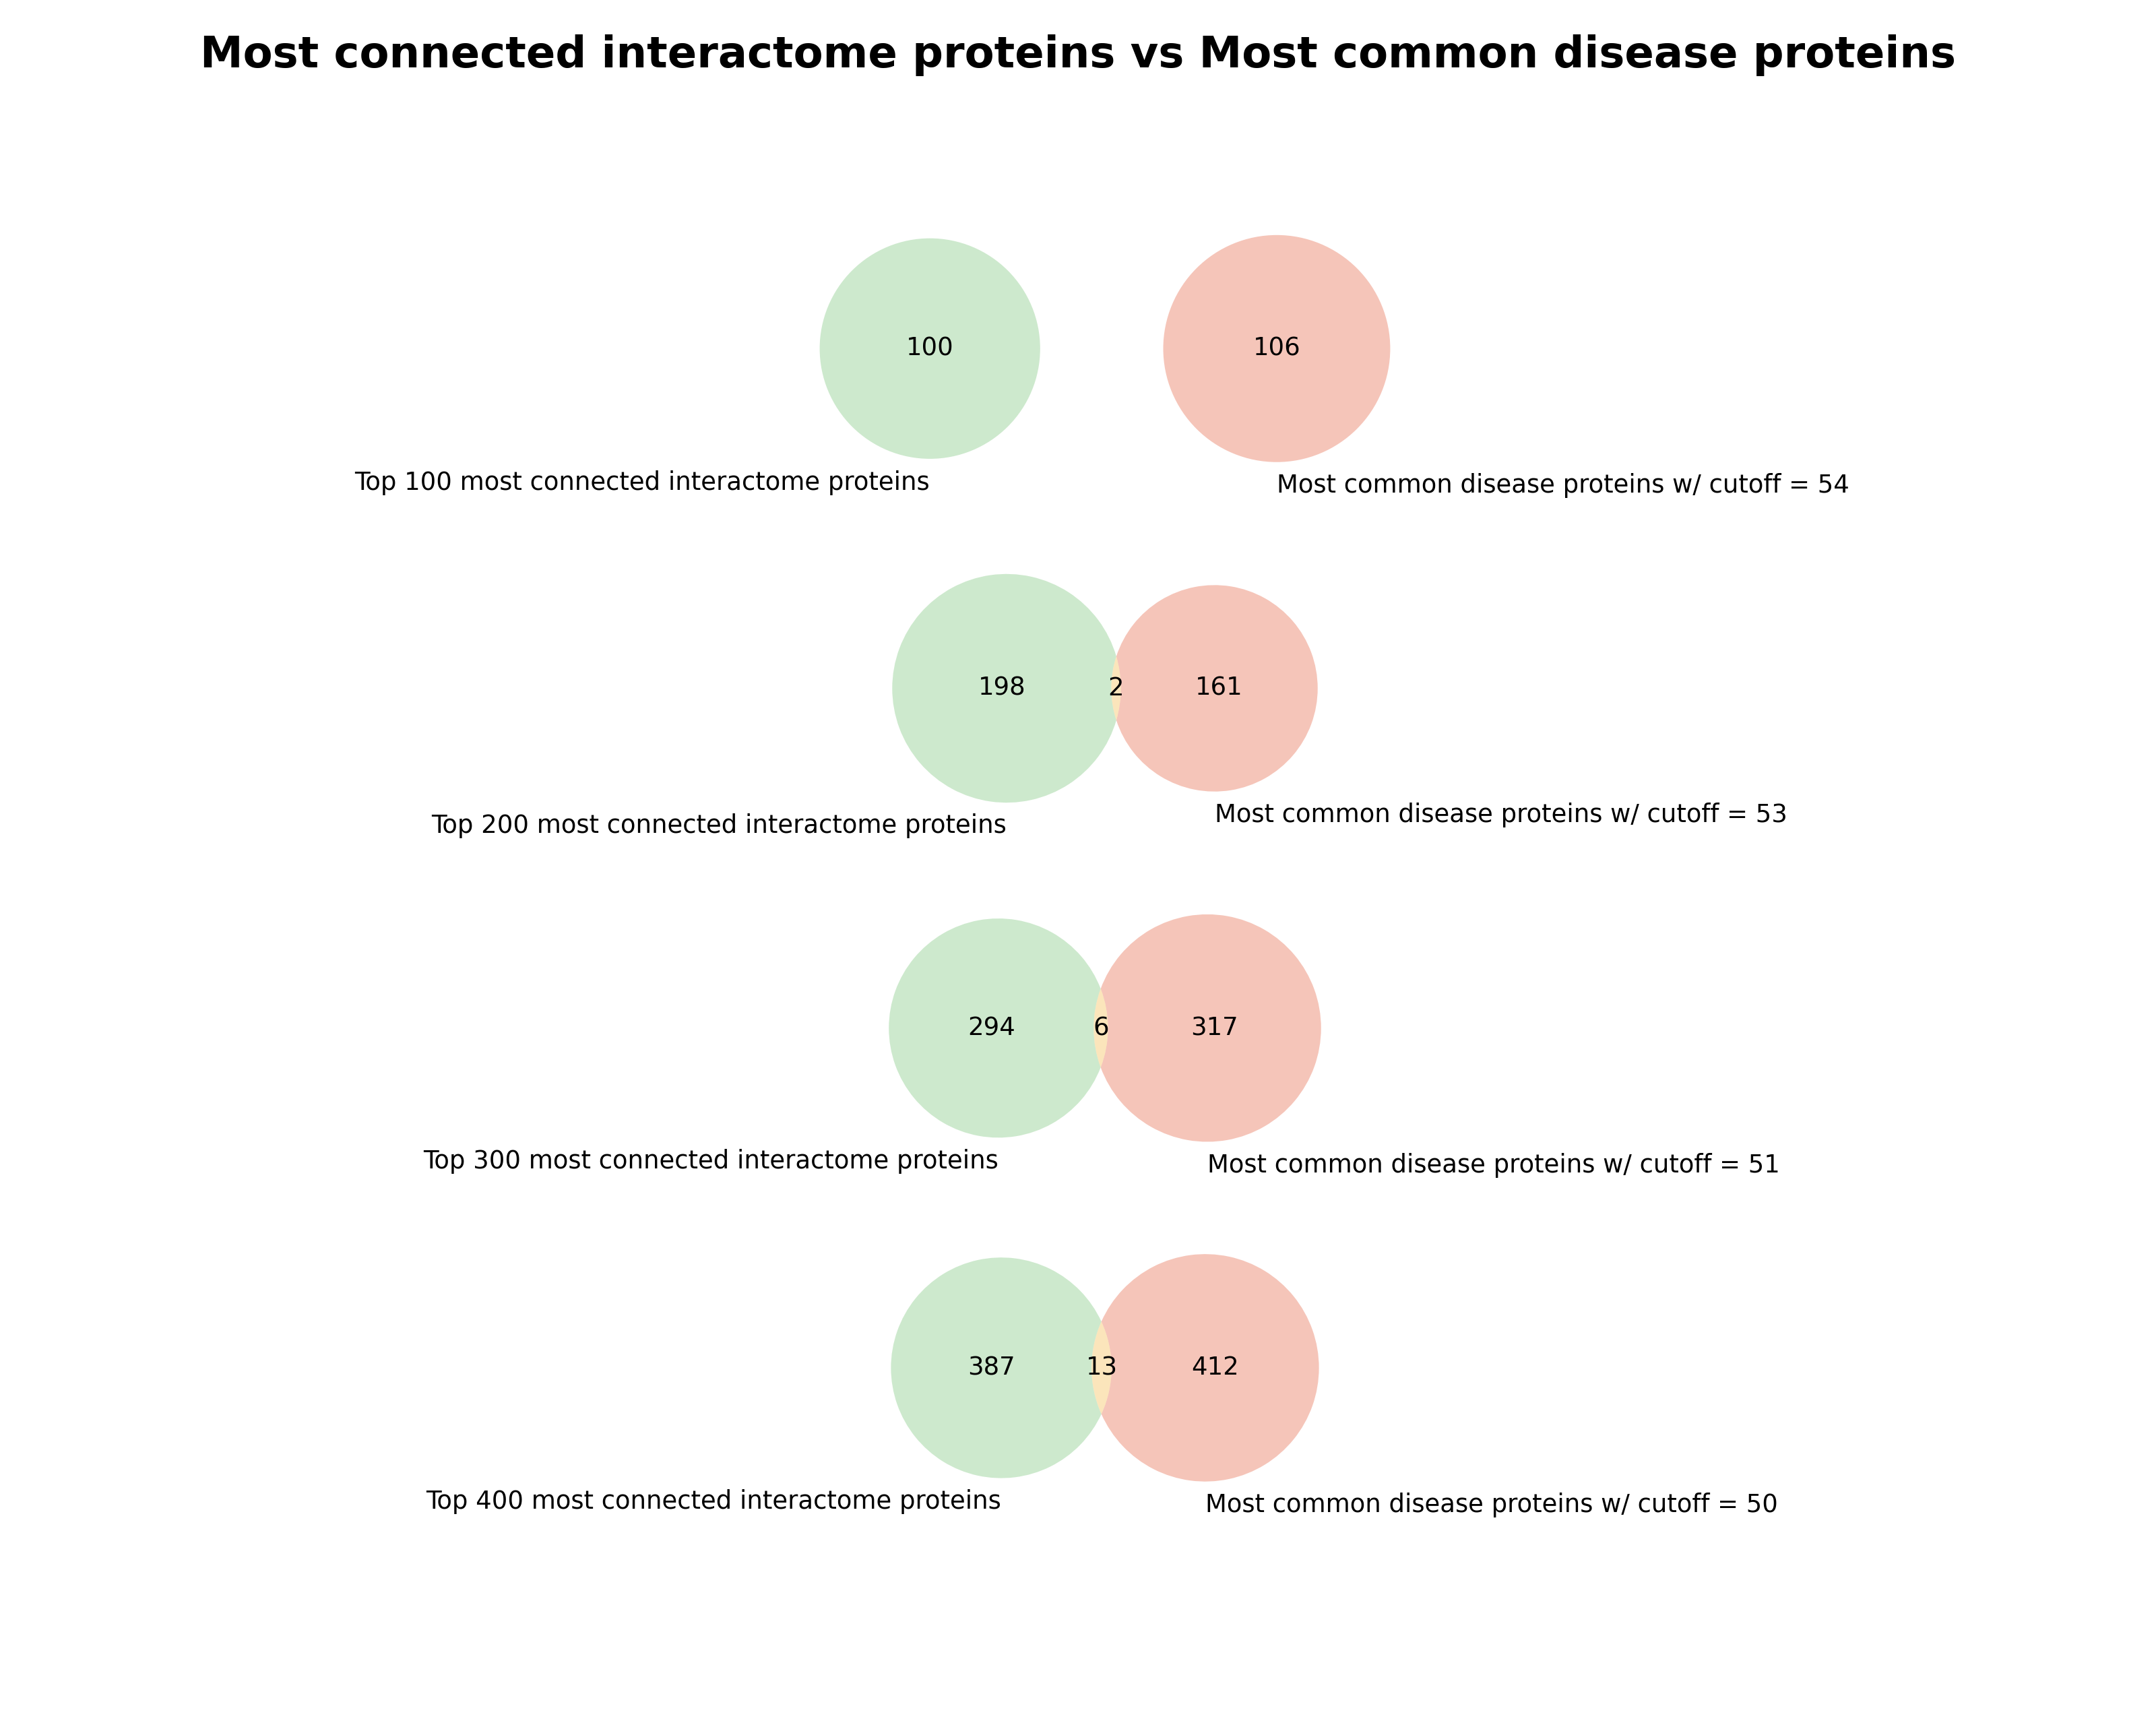 Most connected interactome proteins vs Most common disease proteins
100
106
Top 100 most connected interactome proteins
Most common disease proteins w/ cutoff = 54
198
2
161
Top 200 most connected interactome proteins
Most common disease proteins w/ cutoff = 53
294
6
317
Top 300 most connected interactome proteins
Most common disease proteins w/ cutoff = 51
387
13
412
Top 400 most connected interactome proteins
Most common disease proteins w/ cutoff = 50